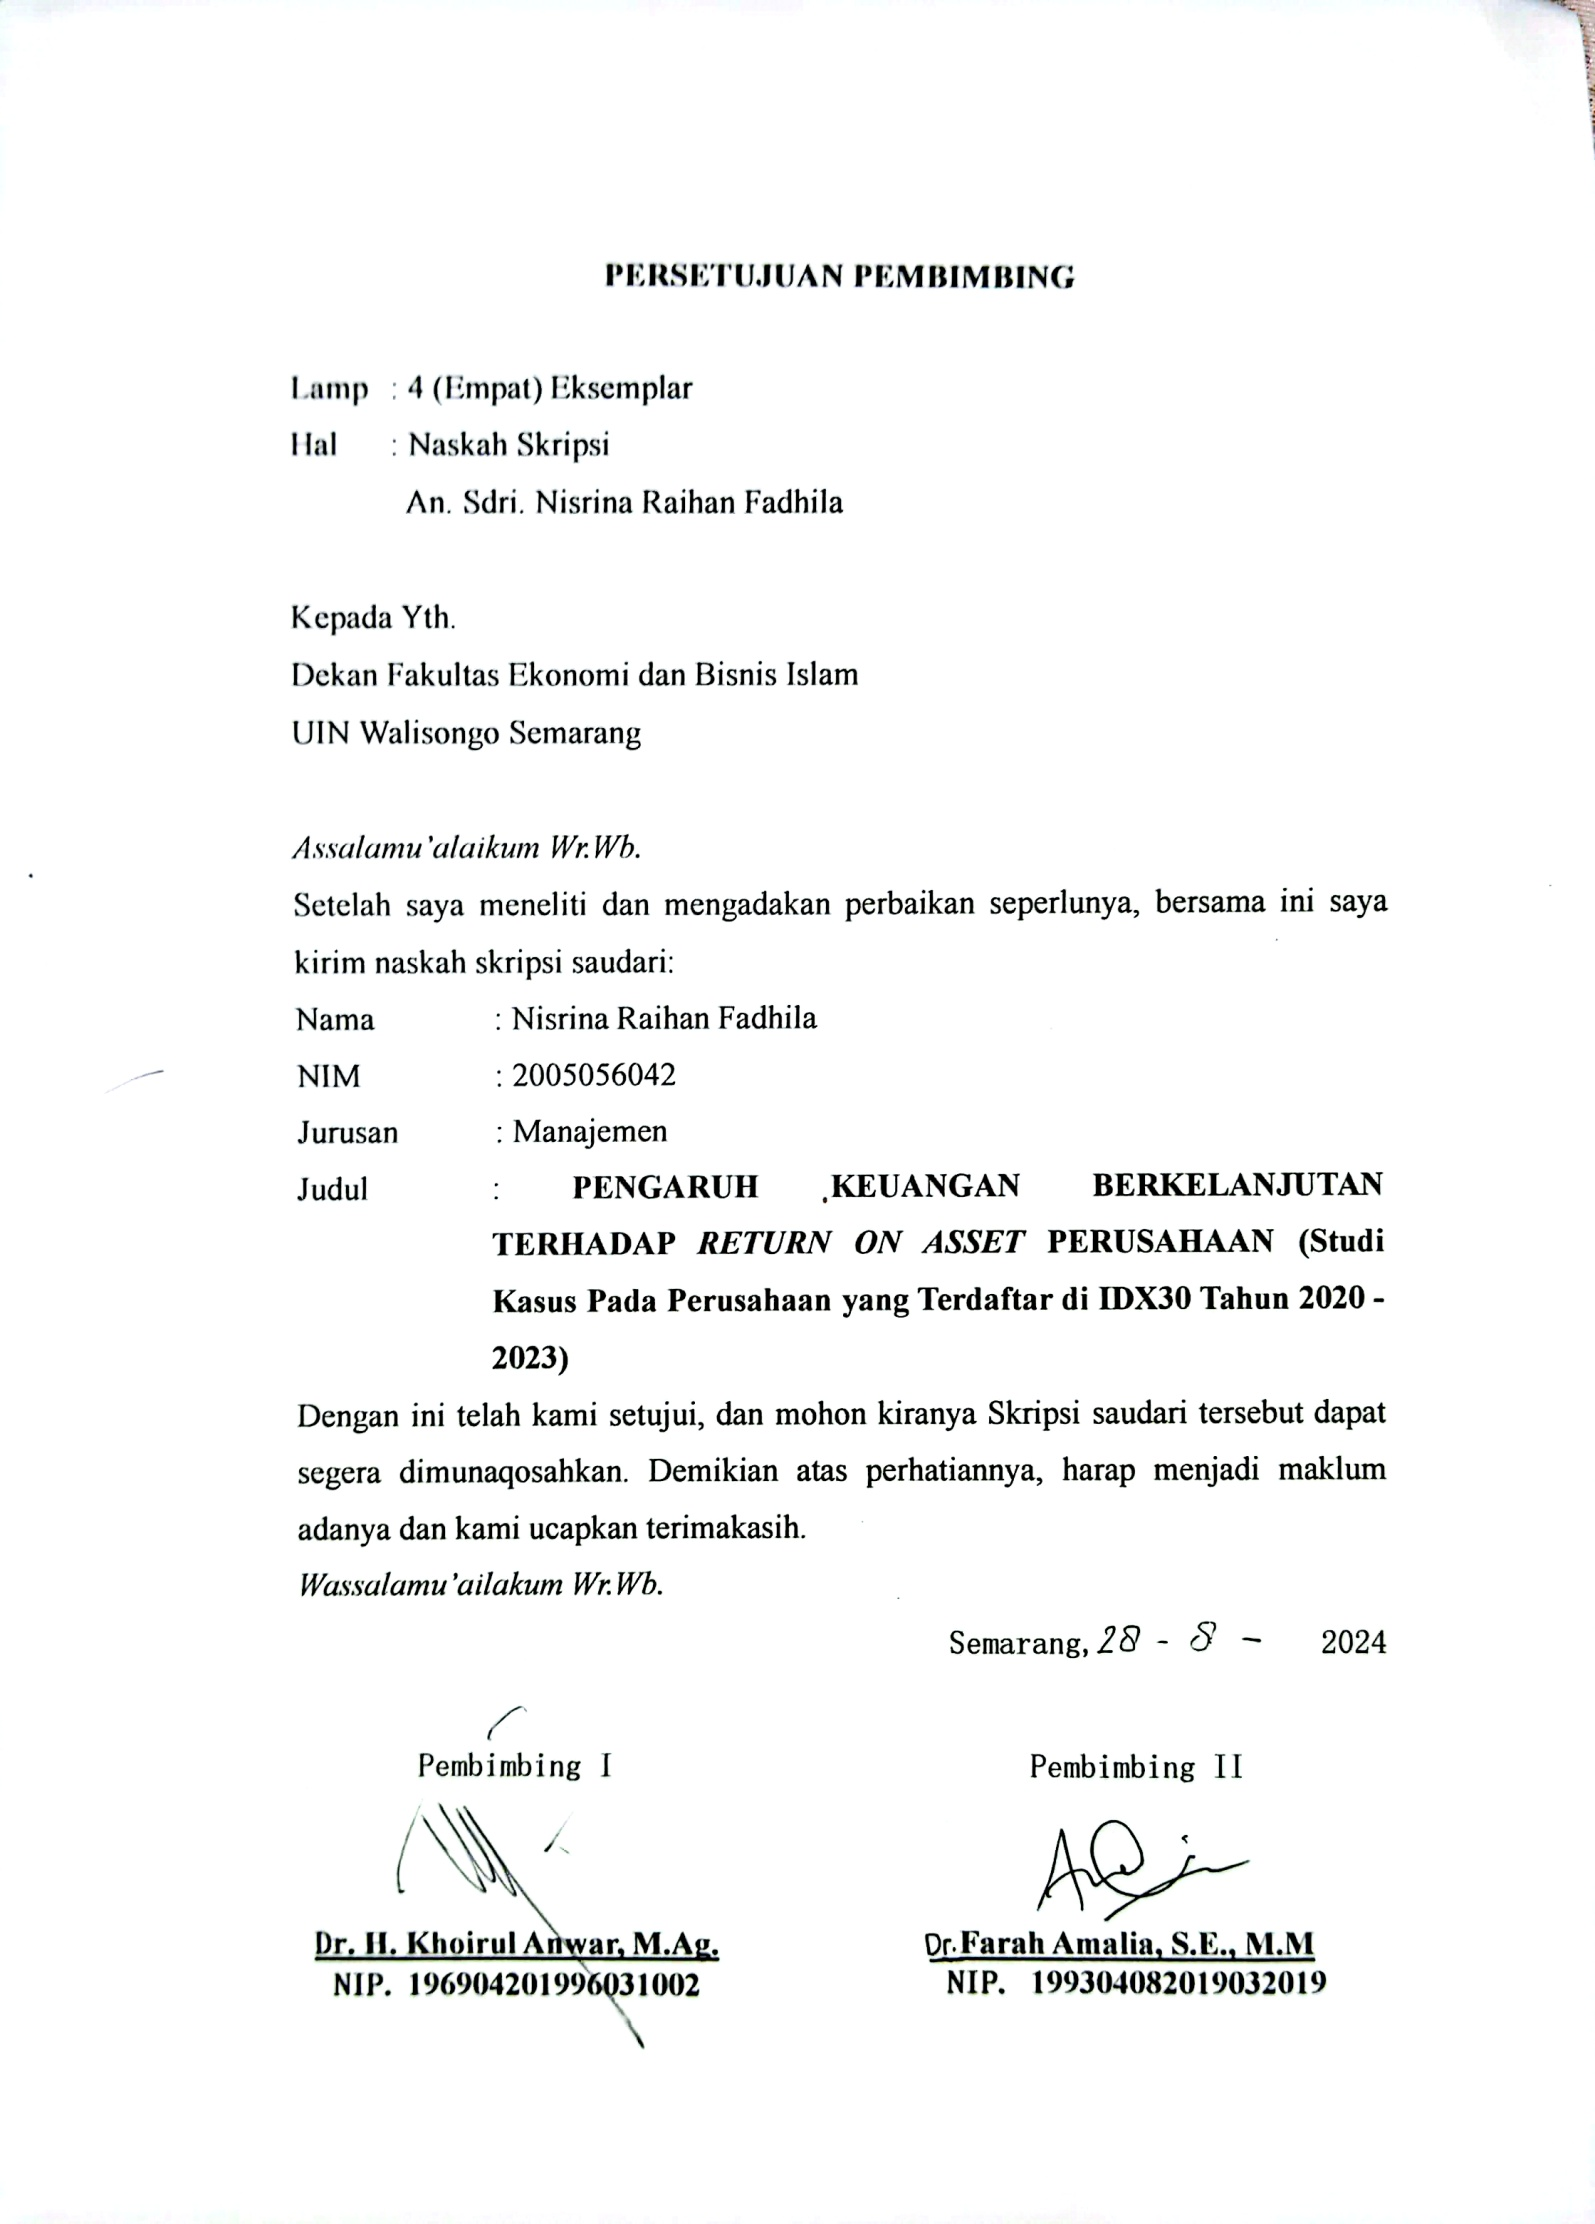 PERSETUJUAN PEMBIMBING
Lamp : 4 (Empat) Eksemplar
Hal : Naskah Skripsi
An. Sdri. Nisrina Raihan Fadhila
Kepada Yth.
Dekan Fakultas Ekonomi dan Bisnis Islam
UIN Walisongo Semarang
Assalamu'alaikum Wr.Wb.
Setelah saya meneliti dan mengadakan perbaikan seperlunya, bersama ini saya
kirim naskah skripsi saudari:
Nama : Nisrina Raihan Fadhila
NIM : 2005056042
Jurusan : Manajemen
Judul : PENGARUH KEUANGAN BERKELANJUTAN
TERHADAP RETURN ON ASSET PERUSAHAAN (Studi
Kasus Pada Perusahaan yang Terdaftar di IDX30 Tahun 2020 -
2023)
Dengan ini telah kami setujui, dan mohon kiranya Skripsi saudari tersebut dapat
segera dimunaqosahkan. Demikian atas perhatiannya, harap menjadi maklum
adanya dan kami ucapkan terimakasih.
Wassalamu'ailakum Wr.Wb.
Semarang, 28 - 8 - 2024
Pembimbing I Pembimbing II
Dr. H. Khoirul Anwar, M.Ag. Dr. Farah Amalia, S.E., M.M
NIP. 196904201996031002 NIP. 199304082019032019